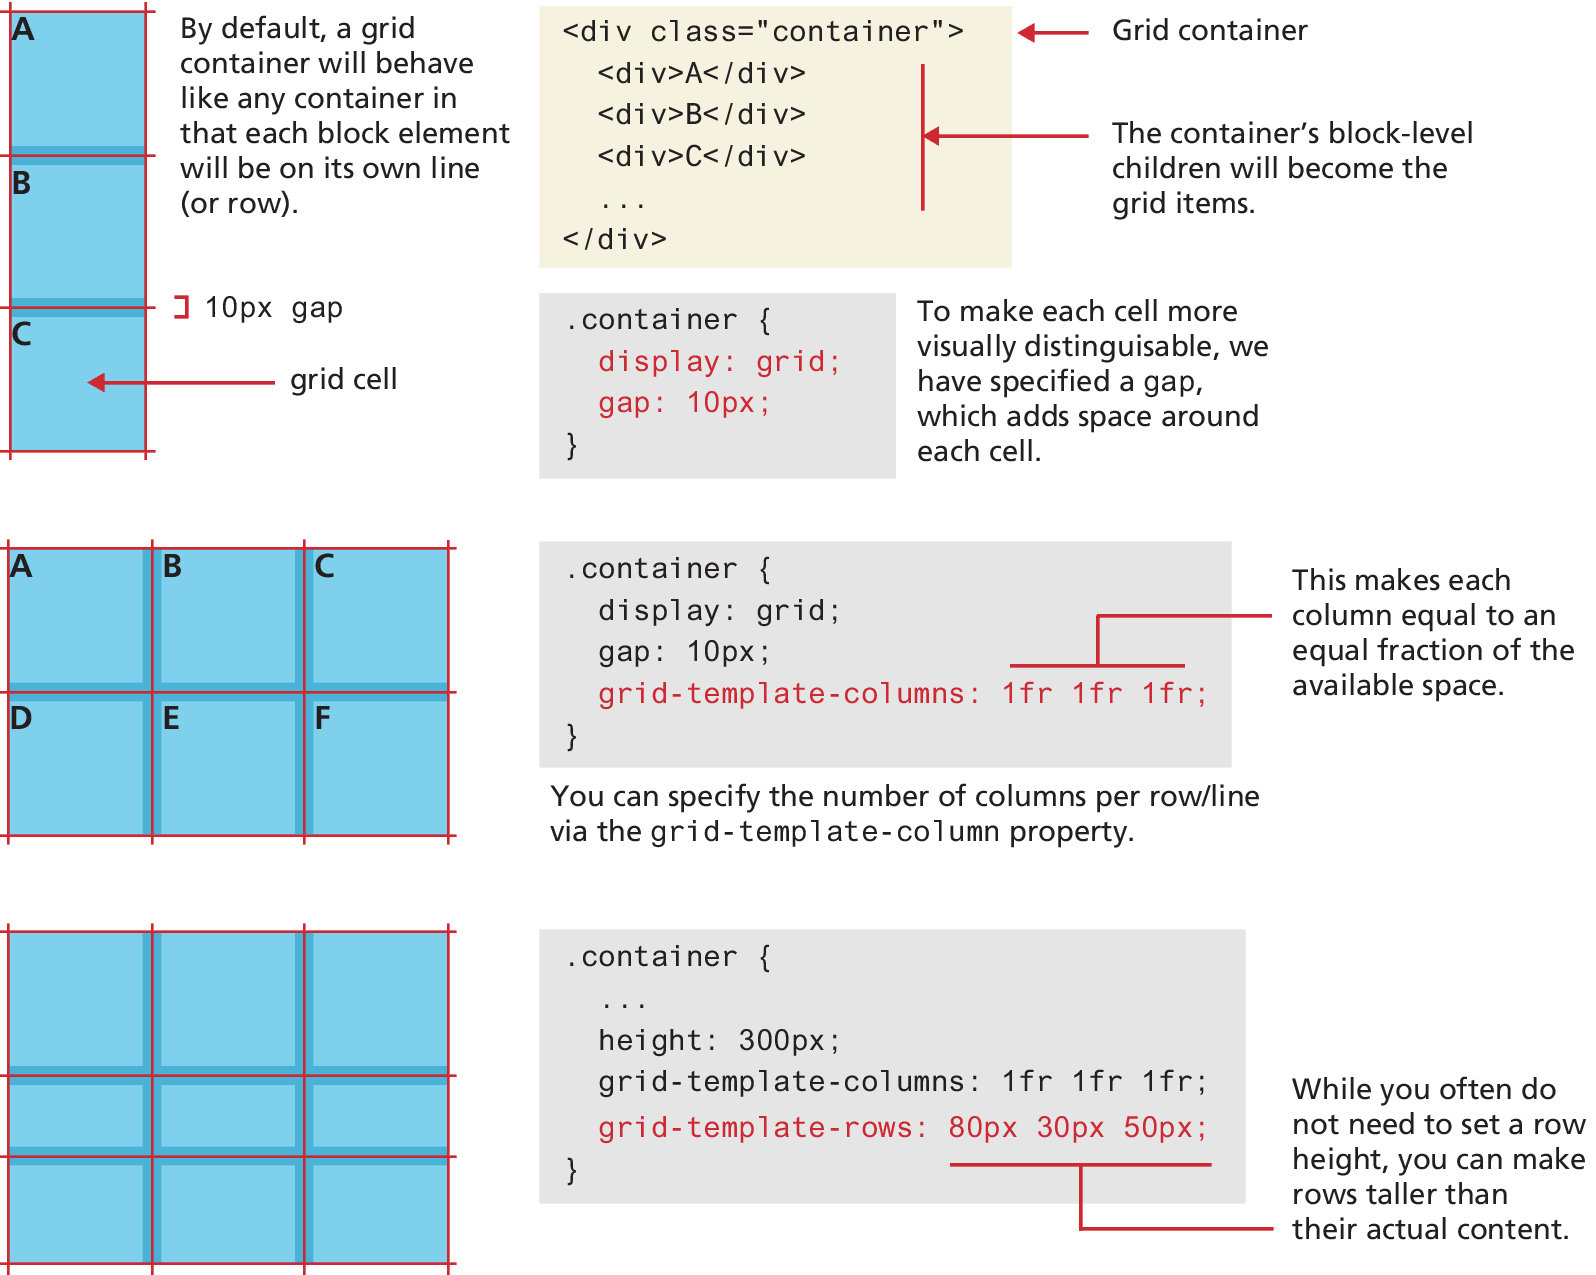 A
B
C
By default, a grid
container will behave
like any container in
that each block element
will be on its own line
(or row).
10px gap
grid cell
<div class="container">
<div>A</div>
<div>B</div>
<div>C</div>
...
</div>
Grid container
The container's block-level
children will become the
grid items.
.container {
display: grid;
gap: 10px;
}
To make each cell more
visually distinguisable, we
have specified a gap,
which adds space around
each cell.
A B C
D E F
.container {
display: grid;
gap: 10px;
grid-template-columns: 1fr 1fr 1fr;
}
This makes each
column equal to an
equal fraction of the
available space.
You can specify the number of columns per row/line
via the grid-template-column property.
.container {
...
height: 300px;
grid-template-columns: 1fr 1fr 1fr;
grid-template-rows: 80px 30px 50px;
}
While you often do
not need to set a row
height, you can make
rows taller than
their actual content.